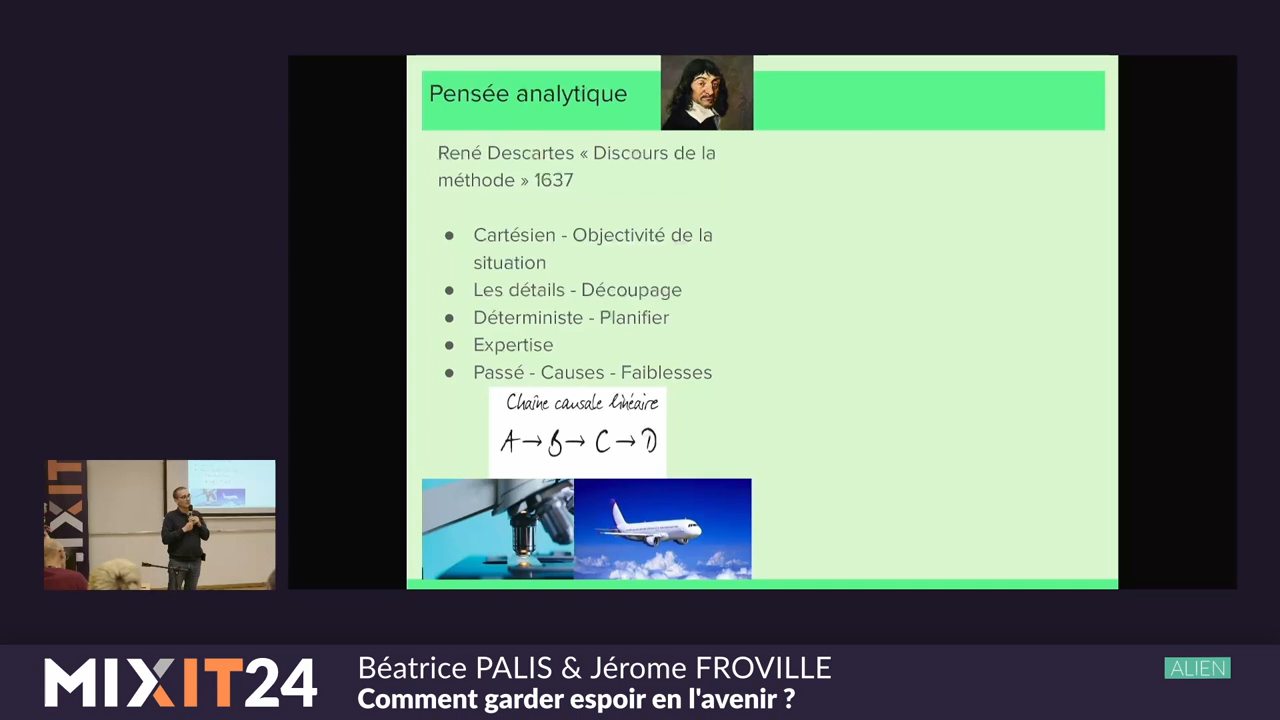 Pensée analytique
René Descartes « Discours de la
méthode » 1637
● Cartésien - Objectivité de la
situation
● Les détails - Découpage
● Déterministe - Planifier
● Expertise
● Passé - Causes - Faiblesses
Chaîne causale linéaire
A → B → C → D
MIXIT
MIXIT24
Béatrice PALIS & Jérome FROVILLE
Comment garder espoir en l'avenir ?
ALIEN